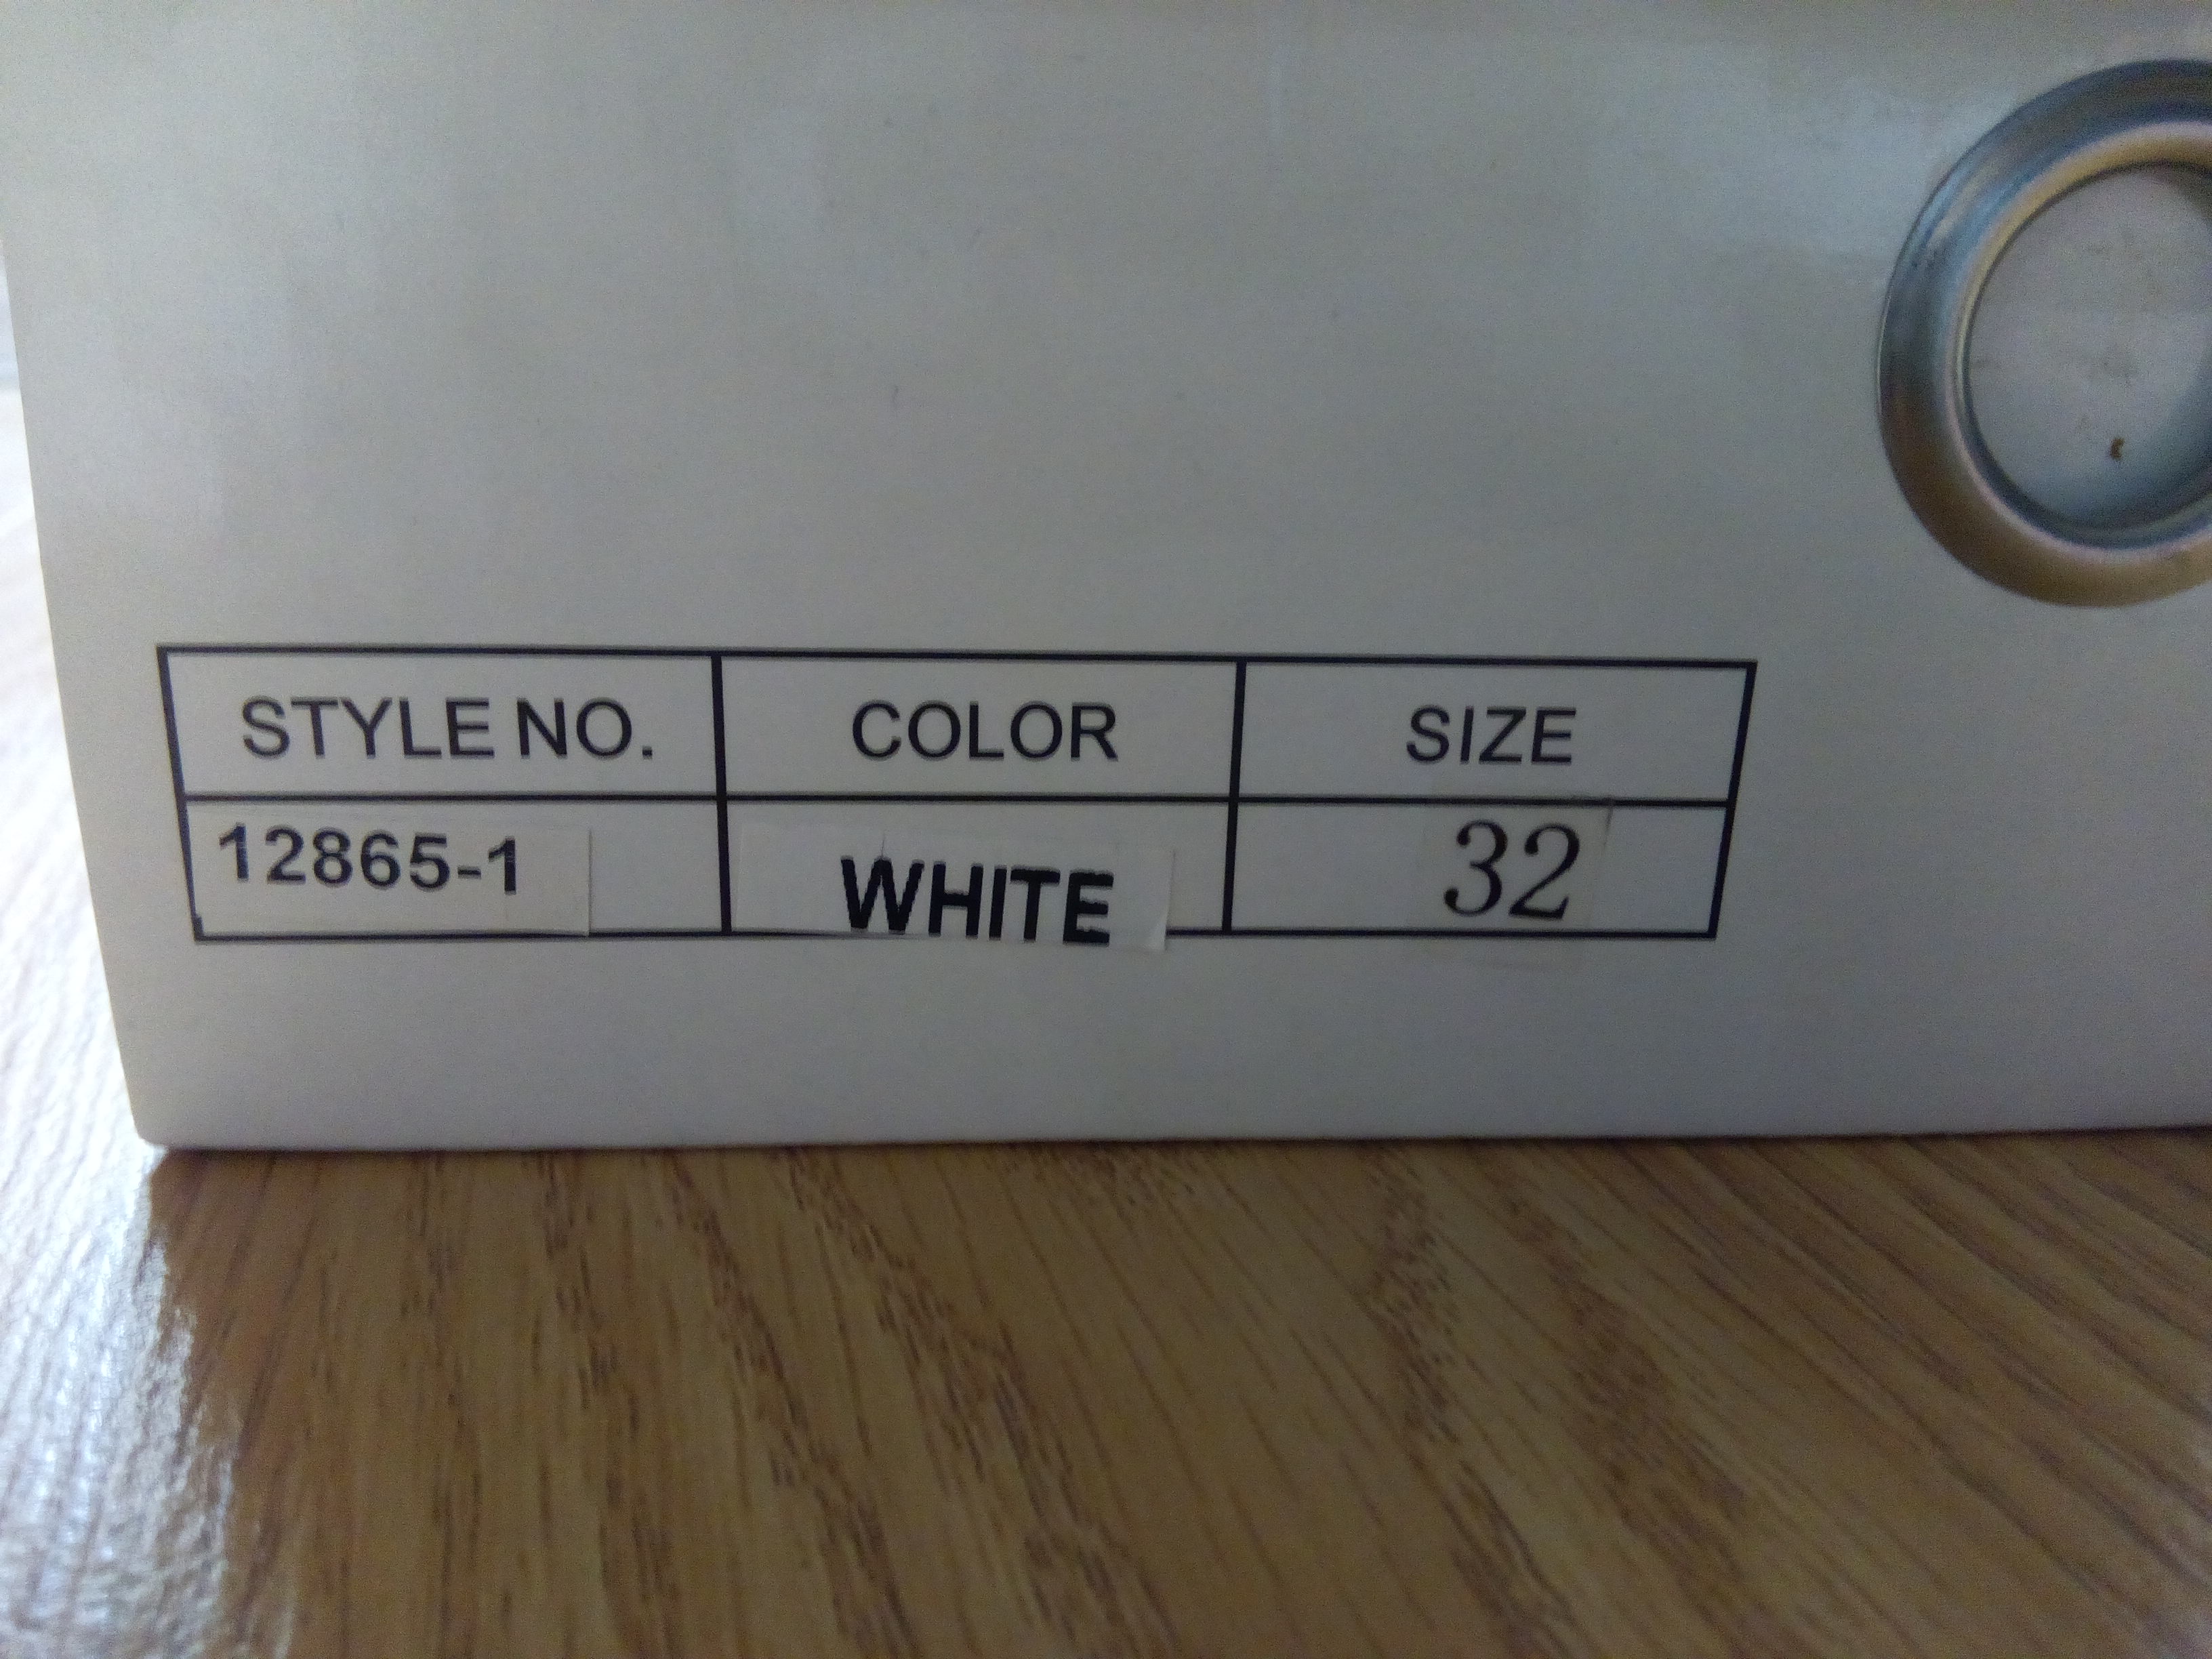 STYLE NO. COLOR SIZE
12865-1 WHITE 32